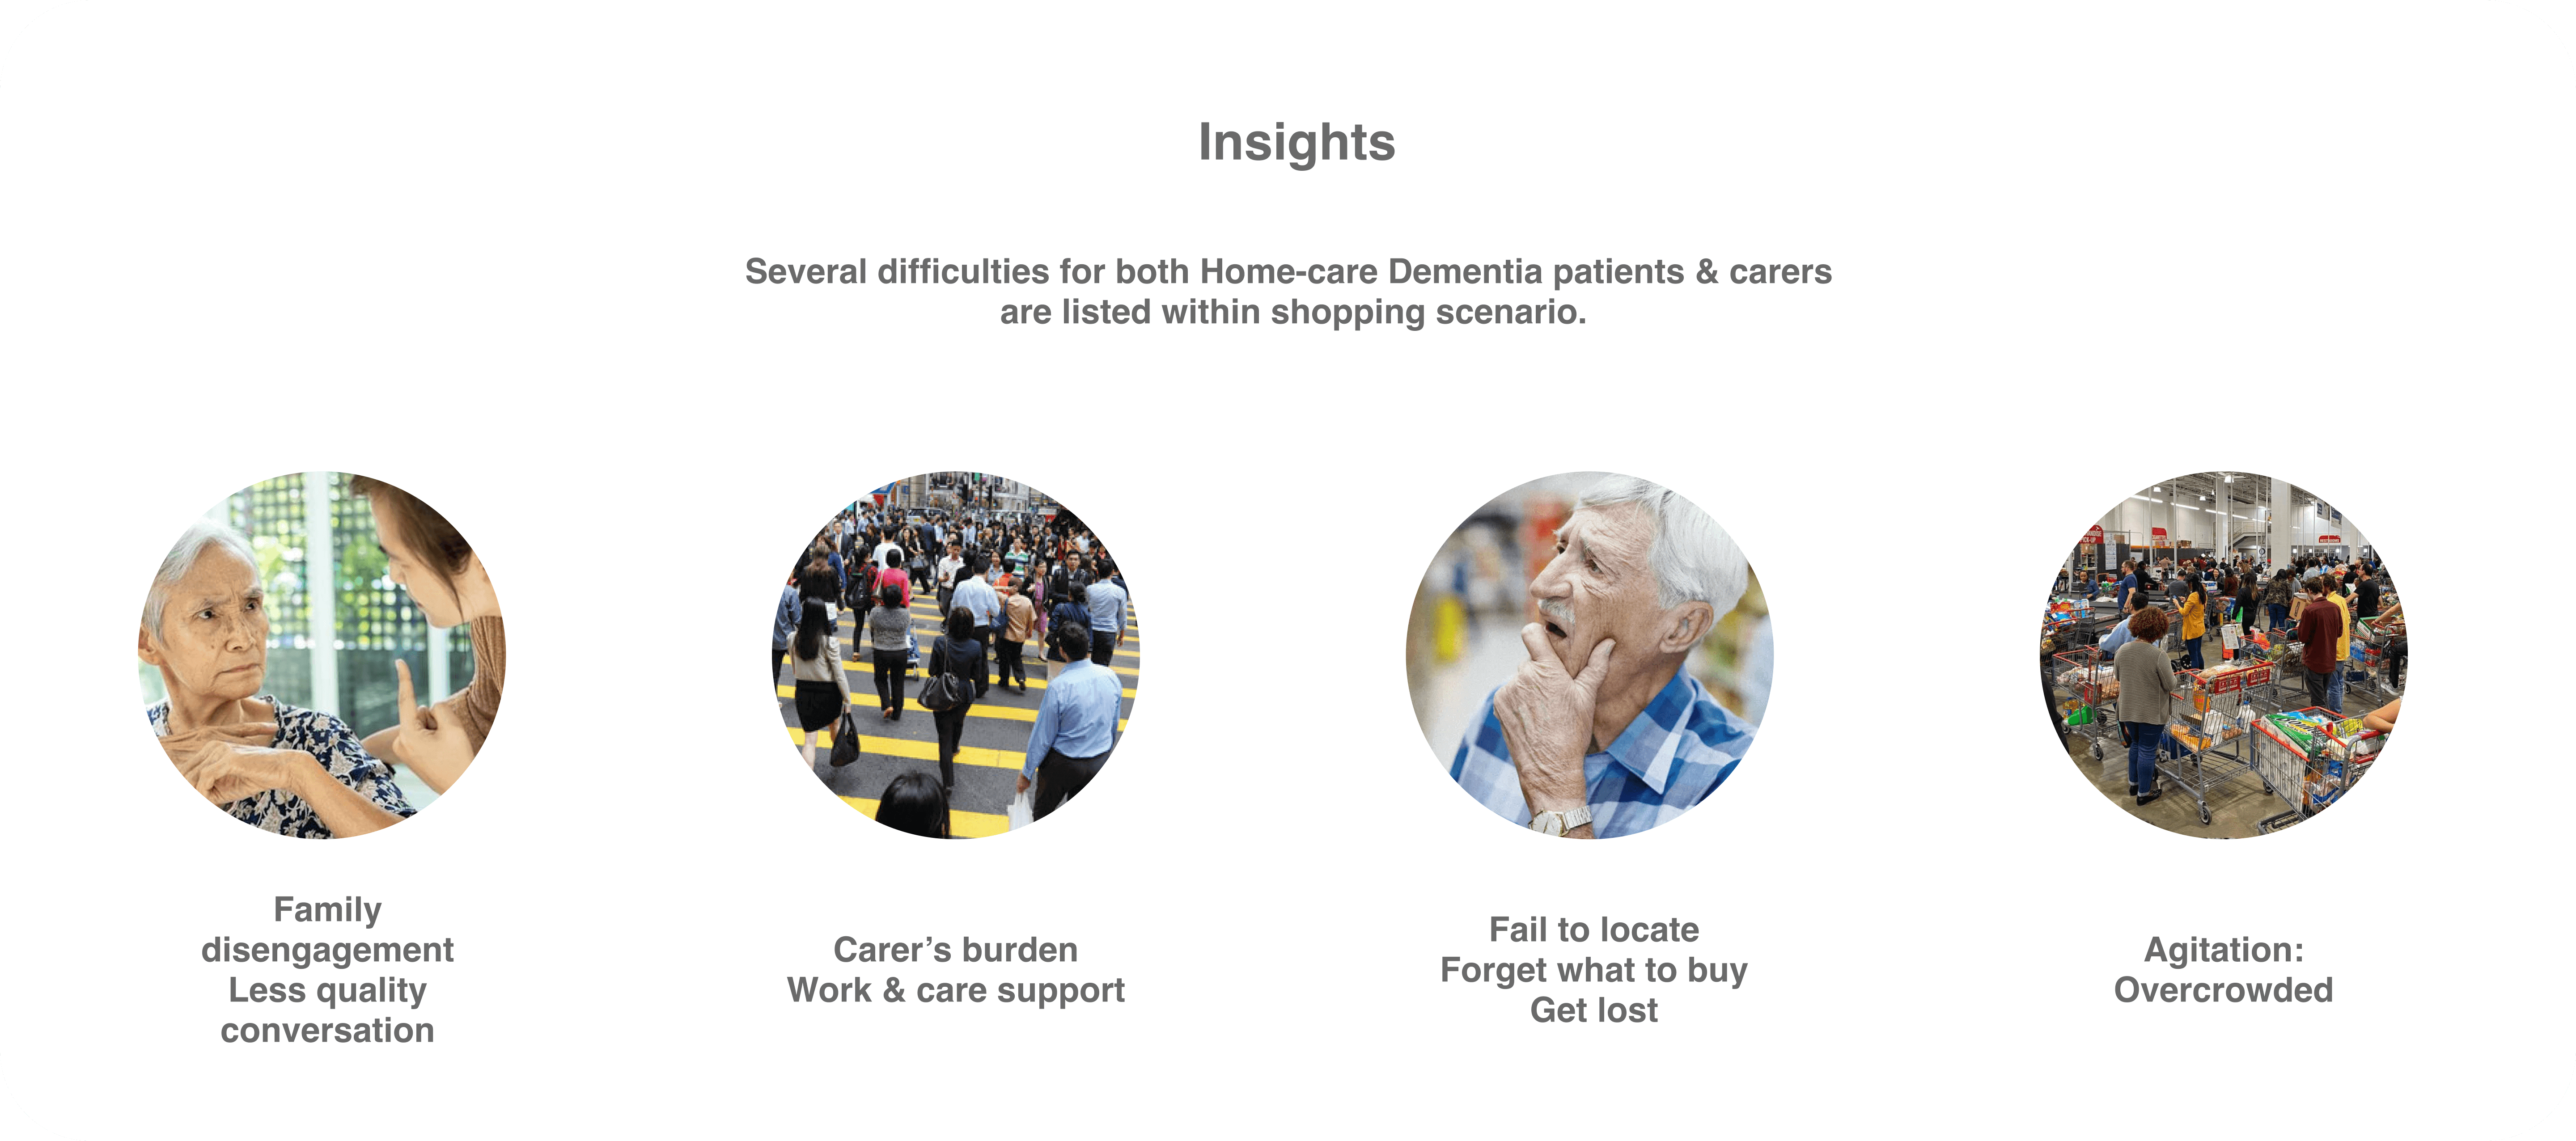 Insights
Several difficulties for both Home-care Dementia patients & carers
are listed within shopping scenario.
Family
disengagement
Less quality
conversation
Carer’s burden
Work & care support
Fail to locate
Forget what to buy
Get lost
Agitation:
Overcrowded